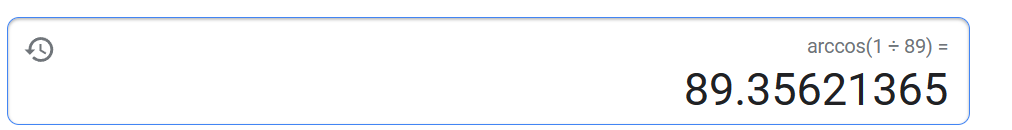 arccos(1 ÷ 89) =
89.35621365